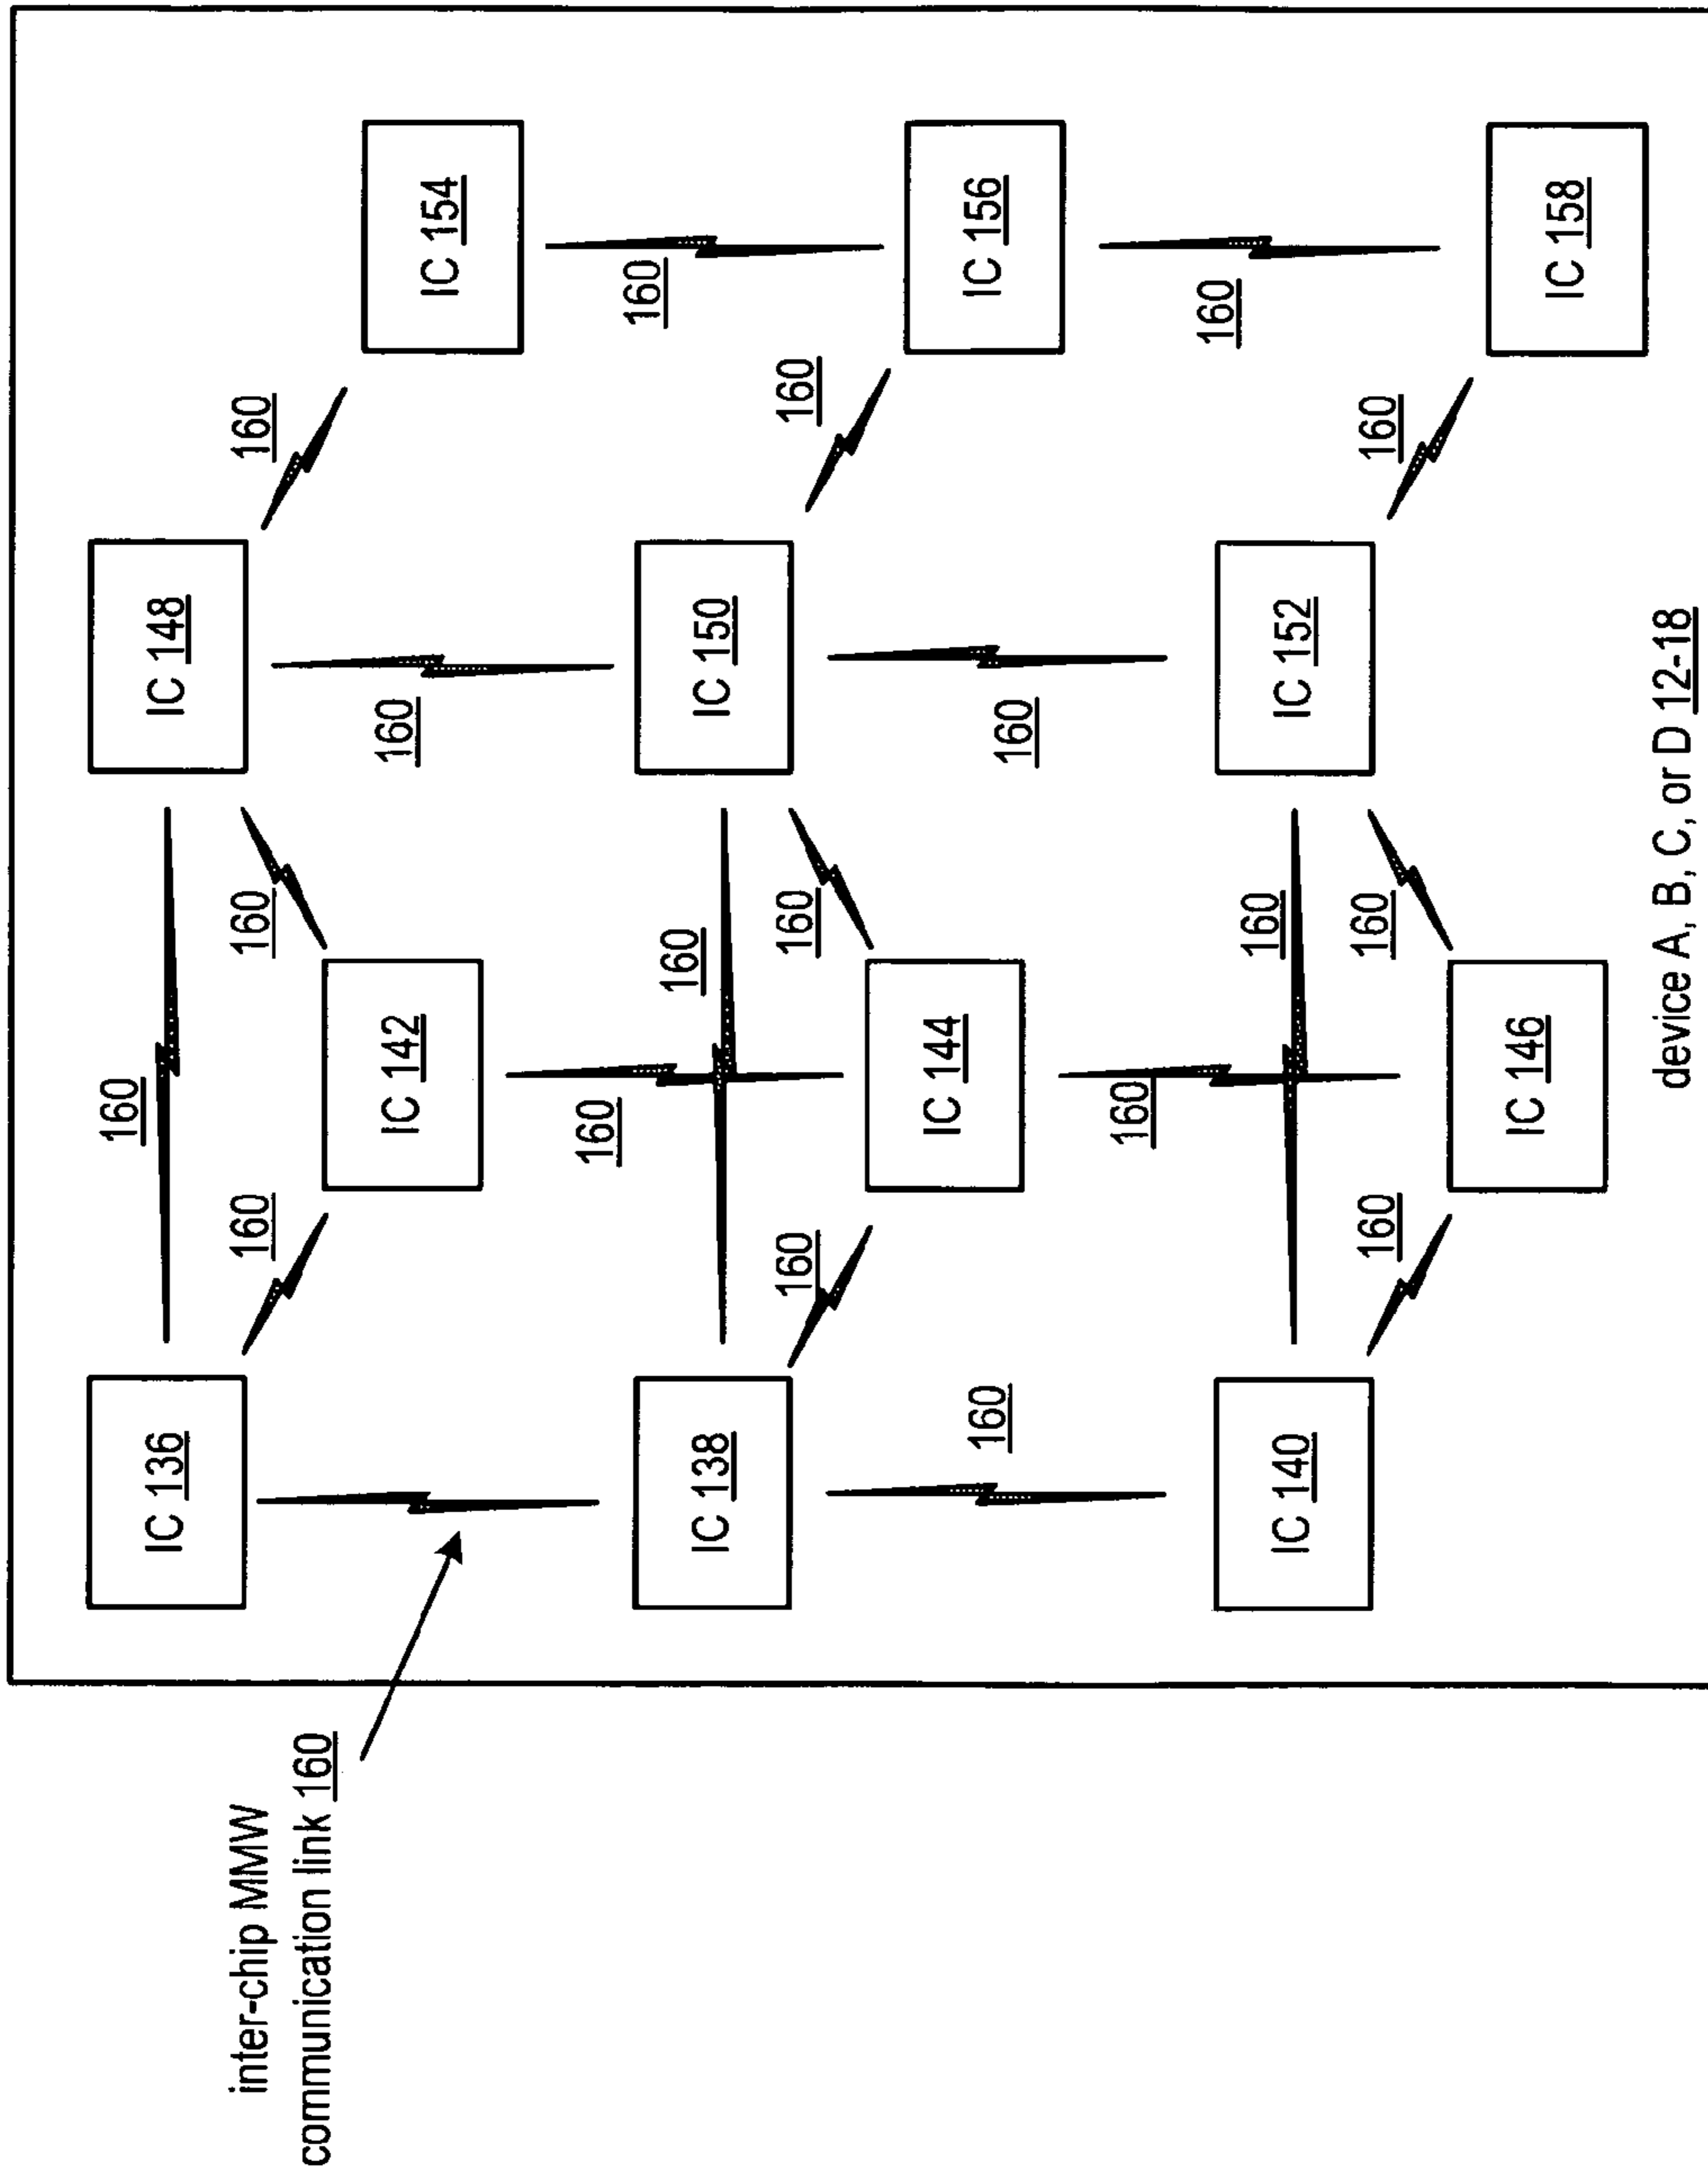 160
IC 136
IC 148
inter-chip MMW
communication link 160
160
160
160
IC 142
160
IC 154
160
160
160
IC 138
IC 150
160
160
160
IC 144
IC 156
160
160
160
160
160
IC 140
IC 152
160
160
160
IC 146
IC 158
device A, B, C, or D 12-18